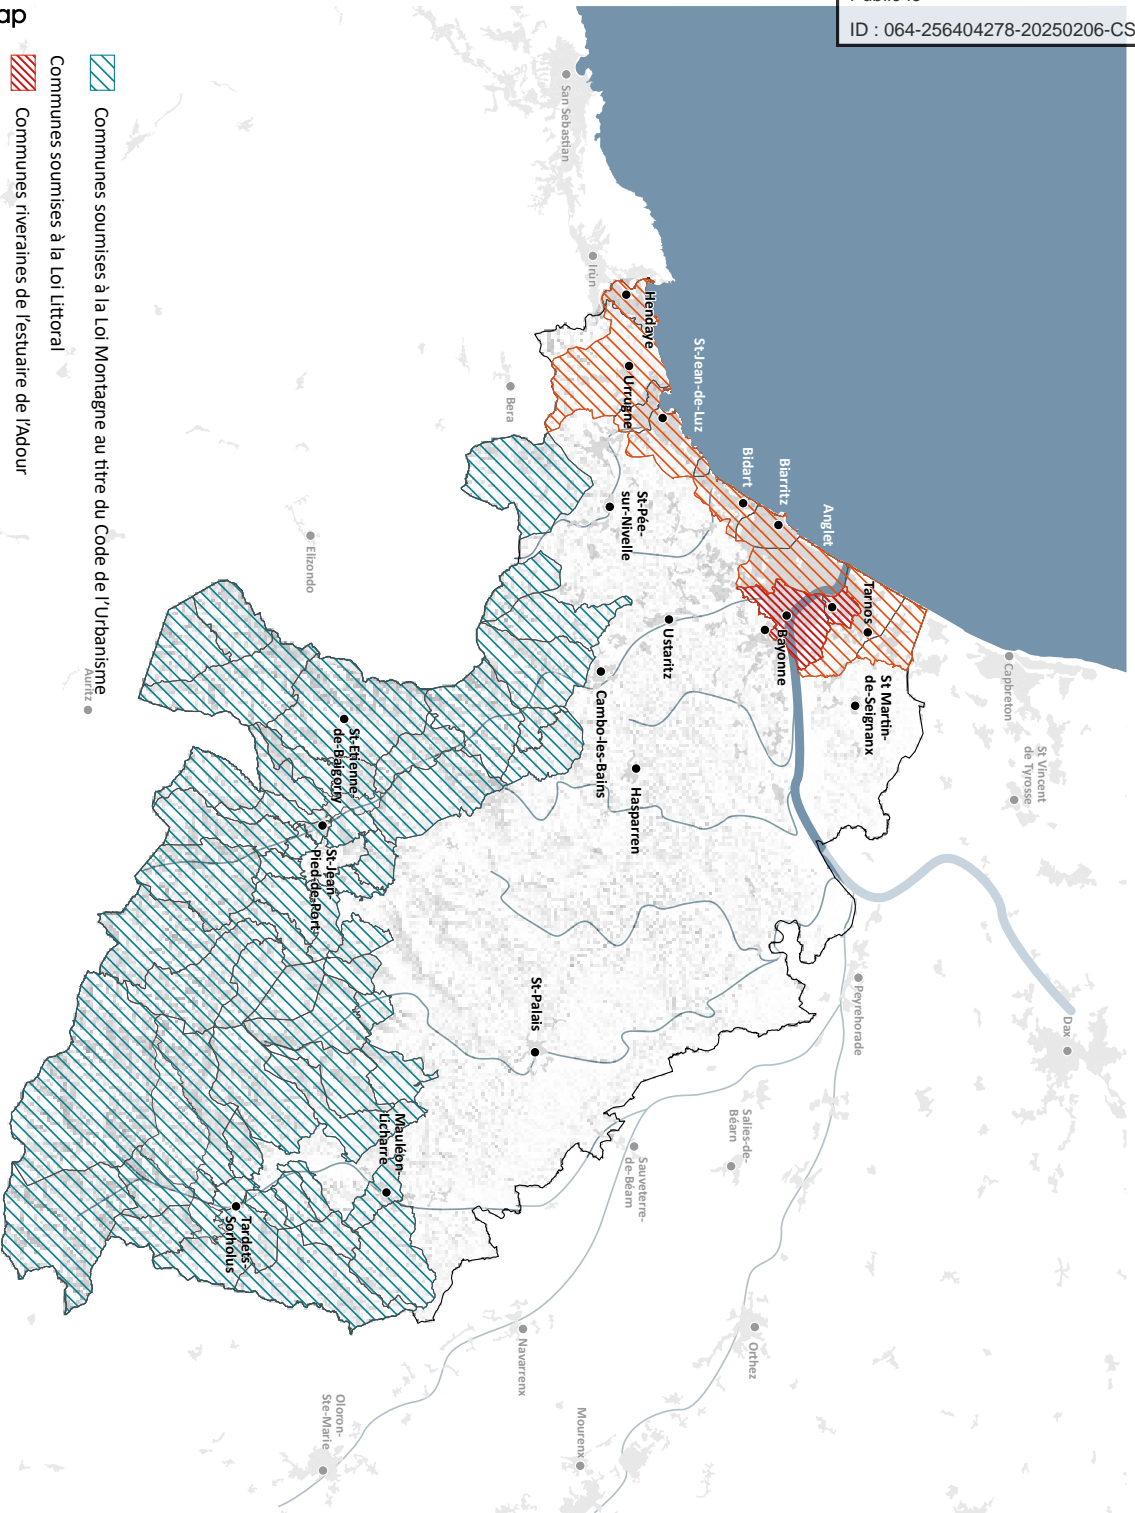 ID : 064-256404278-20250206-CS
Communes soumises à la Loi Montagne au titre du Code de l'Urbanisme
Communes soumises à la Loi Littoral
Communes riveraines de l'estuaire de l'Adour
San Sebastian
Irùn
Hendaye
Urrugne
Bera
St-Jean-de-Luz
Bidart
Biarritz
Anglet
Tarnos
Bayonne
St Martin-
de-Seignanx
Capbreton
St Vincent
de Tyrosse
Dax
St-Pée-
sur-Nivelle
Ustaritz
Cambo-les-Bains
Hasparren
Elizondo
Auritz
St-Etienne-
de-Baigorry
St-Jean-
Pied-de-Port
St-Palais
Peyrehorade
Salies-de-
Béarn
Sauveterre-
de-Béarn
Mauléon-
Licharre
Tardets-
Sorholus
Navarrenx
Orthez
Mourenx
Oloron-
Ste-Marie